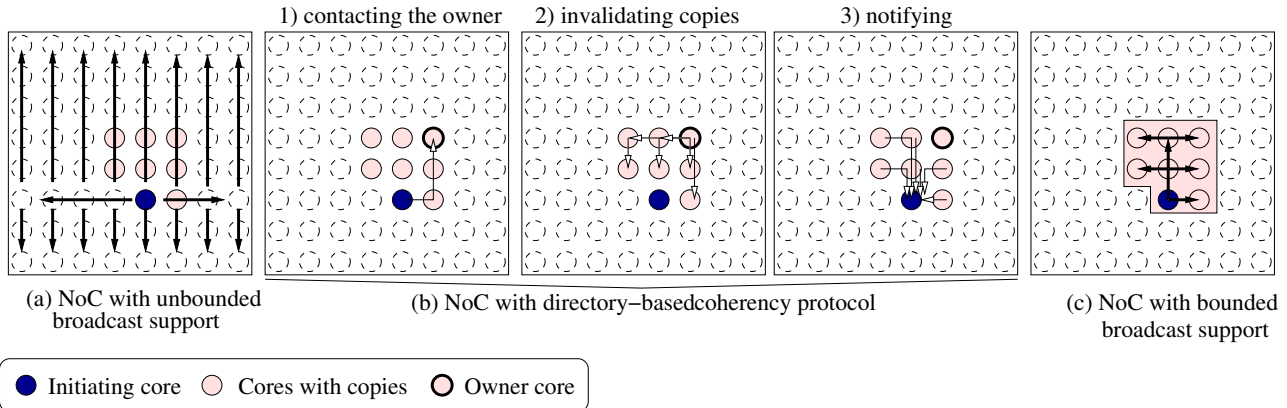 1) contacting the owner
2) invalidating copies
3) notifying
(a) NoC with unbounded
broadcast support
(b) NoC with directory−basedcoherency protocol
(c) NoC with bounded
broadcast support
Initiating core
Cores with copies
Owner core